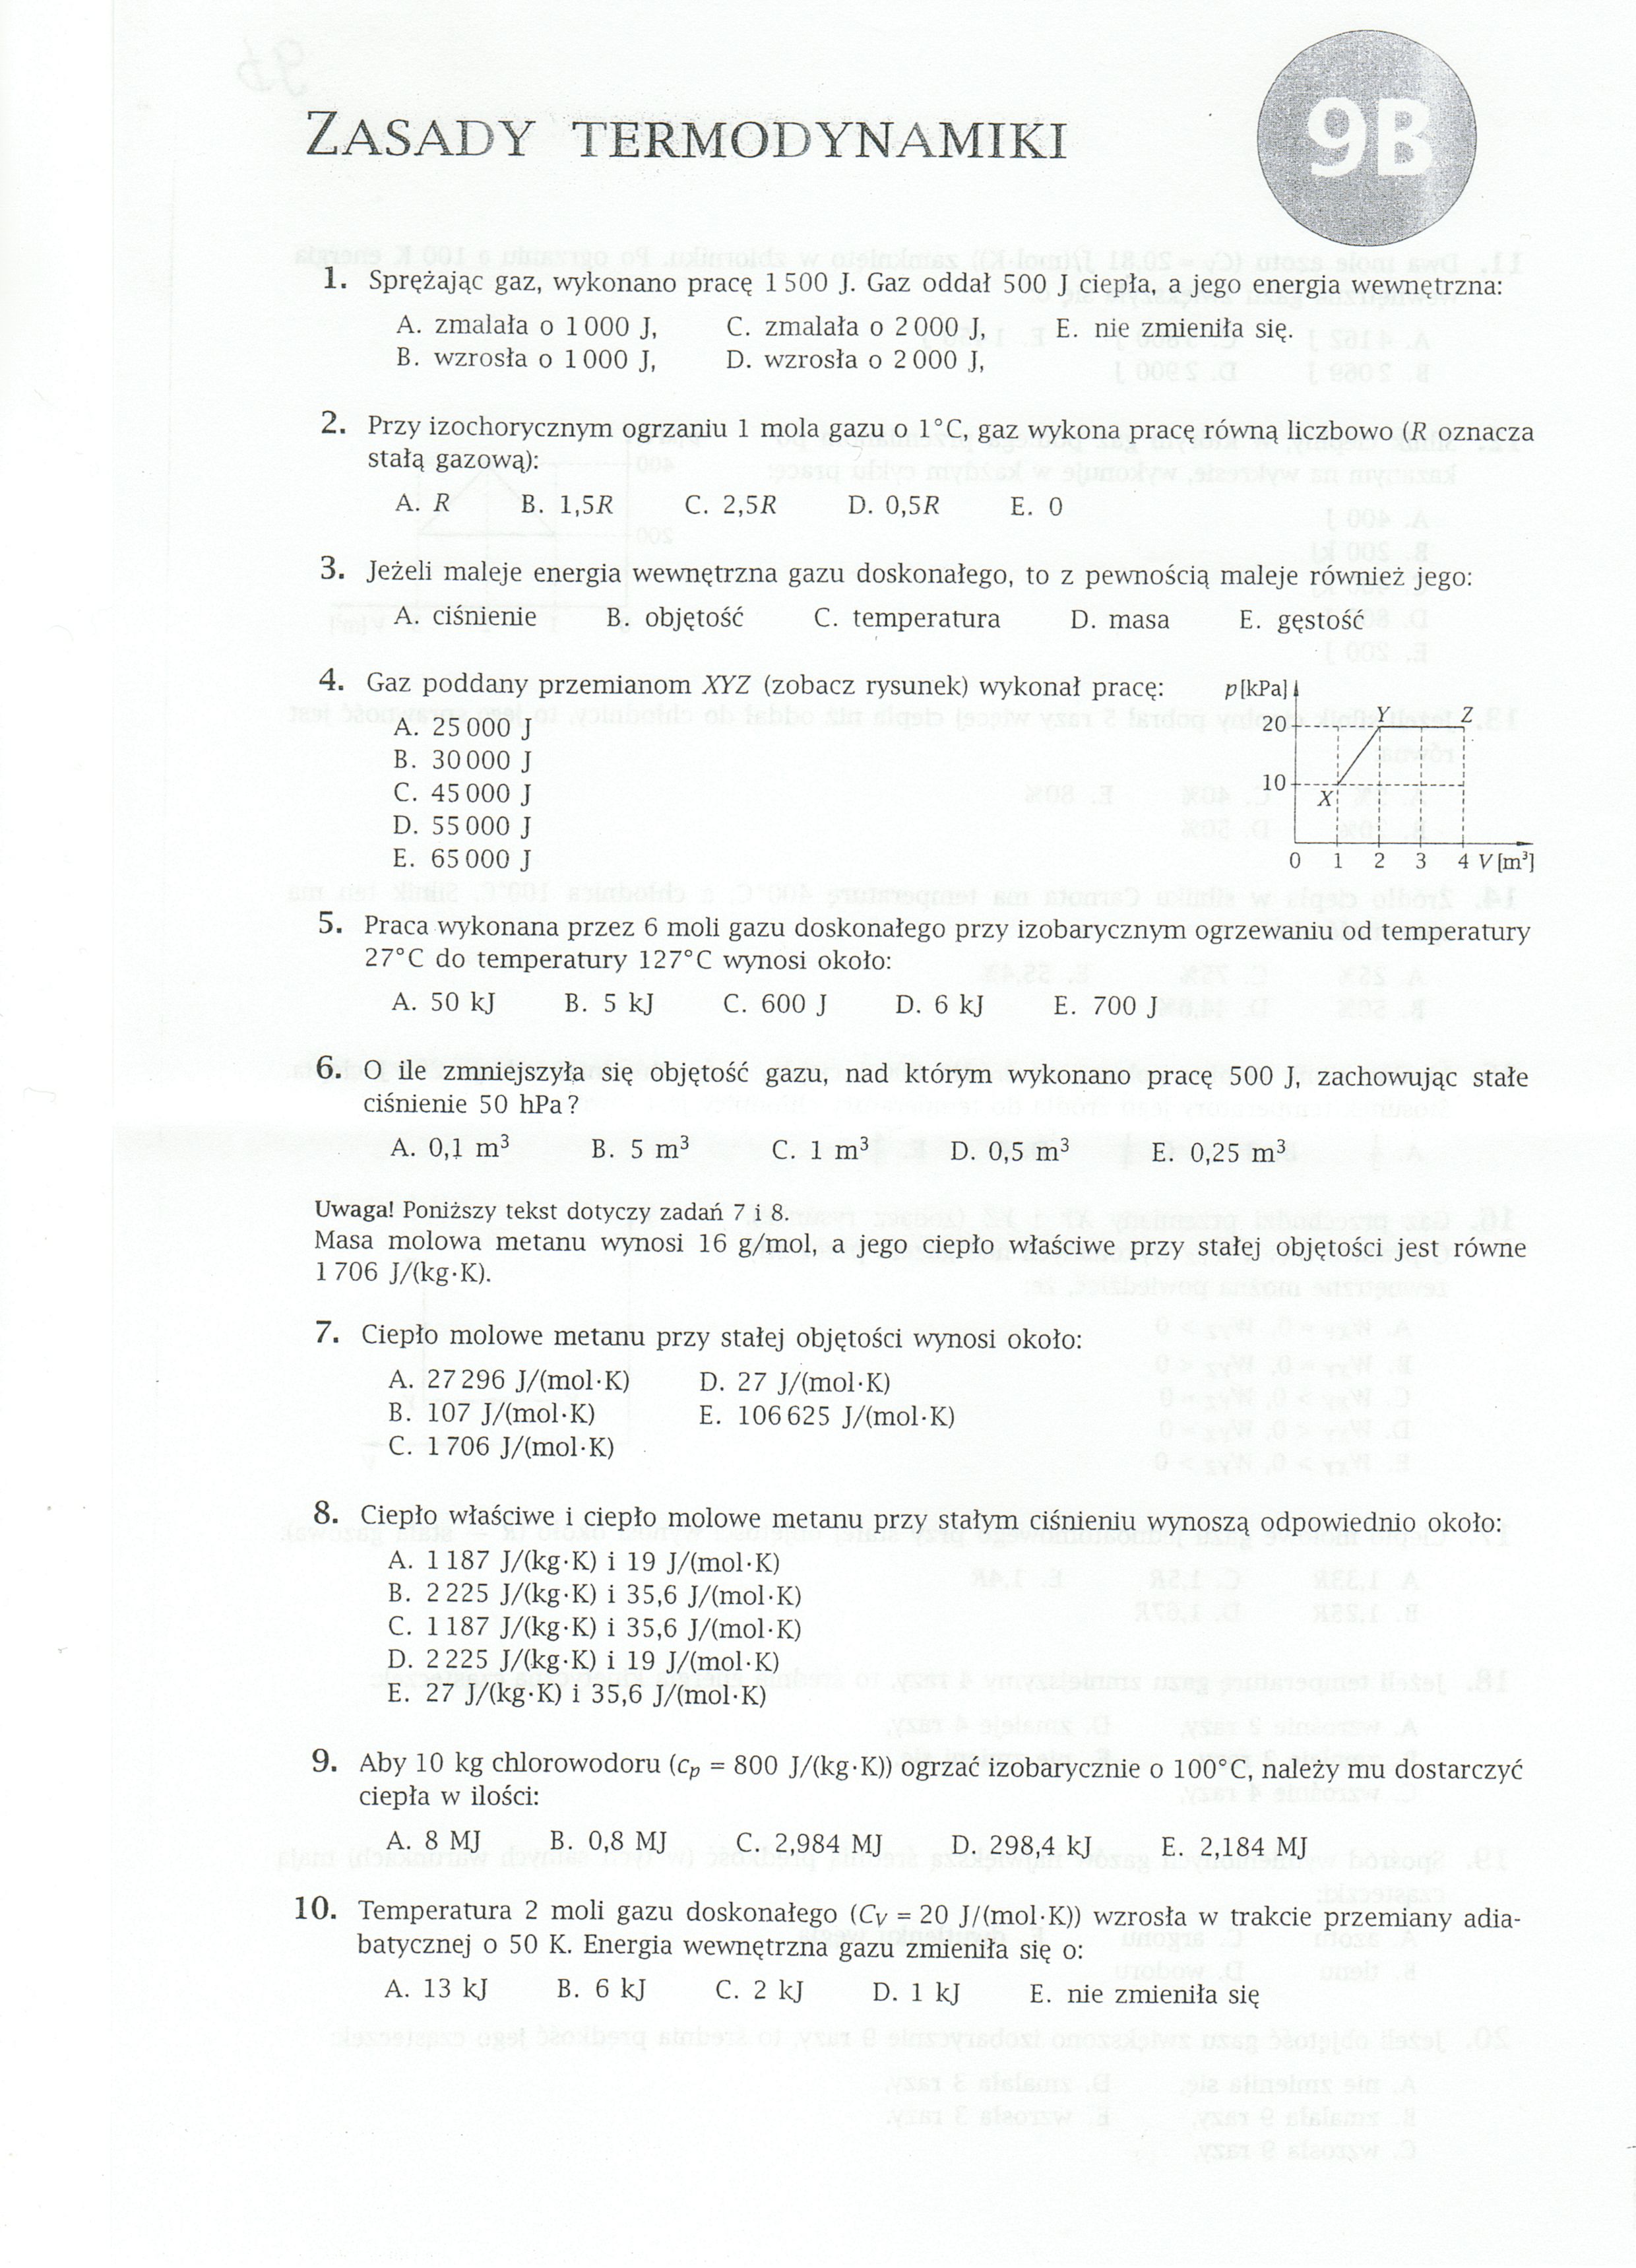 ZASADY TERMODYNAMIKI
9B
1. Sprężając gaz, wykonano pracę 1 500 J. Gaz oddał 500 J ciepła, a jego energia wewnętrzna:
A. zmalała o 1 000 J, C. zmalała o 2 000 J, E. nie zmieniła się.
B. wzrosła o 1 000 J, D. wzrosła o 2 000 J,
2. Przy izochorycznym ogrzaniu 1 mola gazu o 1°C, gaz wykona pracę równą liczbowo (R oznacza
stałą gazową):
A. R B. 1,5R C. 2,5R D. 0,5R E. 0
3. Jeżeli maleje energia wewnętrzna gazu doskonałego, to z pewnością maleje również jego:
A. ciśnienie B. objętość C. temperatura D. masa E. gęstość
4. Gaz poddany przemianom XYZ (zobacz rysunek) wykonał pracę:
A. 25 000 J
B. 30 000 J
C. 45 000 J
D. 55 000 J
E. 65 000 J
p[kPa]
20 Y Z
10
X
0 1 2 3 4 V [m³]
5. Praca wykonana przez 6 moli gazu doskonałego przy izobarycznym ogrzewaniu od temperatury
27°C do temperatury 127°C wynosi około:
A. 50 kJ B. 5 kJ C. 600 J D. 6 kJ E. 700 J
6. O ile zmniejszyła się objętość gazu, nad którym wykonano pracę 500 J, zachowując stałe
ciśnienie 50 hPa?
A. 0,1 m³ B. 5 m³ C. 1 m³ D. 0,5 m³ E. 0,25 m³
Uwaga! Poniższy tekst dotyczy zadań 7 i 8.
Masa molowa metanu wynosi 16 g/mol, a jego ciepło właściwe przy stałej objętości jest równe
1 706 J/(kg·K).
7. Ciepło molowe metanu przy stałej objętości wynosi około:
A. 27 296 J/(mol·K) D. 27 J/(mol·K)
B. 107 J/(mol·K) E. 106 625 J/(mol·K)
C. 1 706 J/(mol·K)
8. Ciepło właściwe i ciepło molowe metanu przy stałym ciśnieniu wynoszą odpowiednio około:
A. 1 187 J/(kg·K) i 19 J/(mol·K)
B. 2 225 J/(kg·K) i 35,6 J/(mol·K)
C. 1 187 J/(kg·K) i 35,6 J/(mol·K)
D. 2 225 J/(kg·K) i 19 J/(mol·K)
E. 27 J/(kg·K) i 35,6 J/(mol·K)
9. Aby 10 kg chlorowodoru (cp = 800 J/(kg·K)) ogrzać izobarycznie o 100°C, należy mu dostarczyć
ciepła w ilości:
A. 8 MJ B. 0,8 MJ C. 2,984 MJ D. 298,4 kJ E. 2,184 MJ
10. Temperatura 2 moli gazu doskonałego (CV = 20 J/(mol·K)) wzrosła w trakcie przemiany adia-
batycznej o 50 K. Energia wewnętrzna gazu zmieniła się o:
A. 13 kJ B. 6 kJ C. 2 kJ D. 1 kJ E. nie zmieniła się